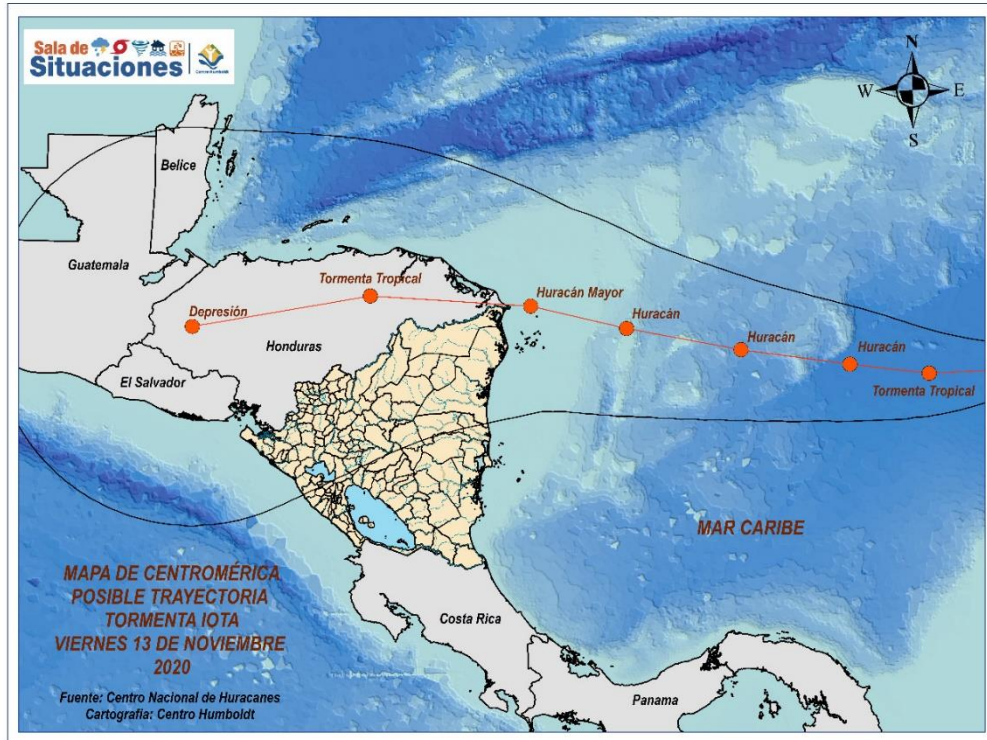 Sala de
Situaciones
Centro Humboldt
N
W
E
S
Belice
Guatemala
Tormenta Tropical
Huracán Mayor
Depresión
Huracán
Huracán
Honduras
Huracán
El Salvador
Tormenta Tropical
MAR CARIBE
MAPA DE CENTROMÉRICA
POSIBLE TRAYECTORIA
TORMENTA IOTA
VIERNES 13 DE NOVIEMBRE
2020
Costa Rica
Fuente: Centro Nacional de Huracanes
Cartografía: Centro Humboldt
Panama